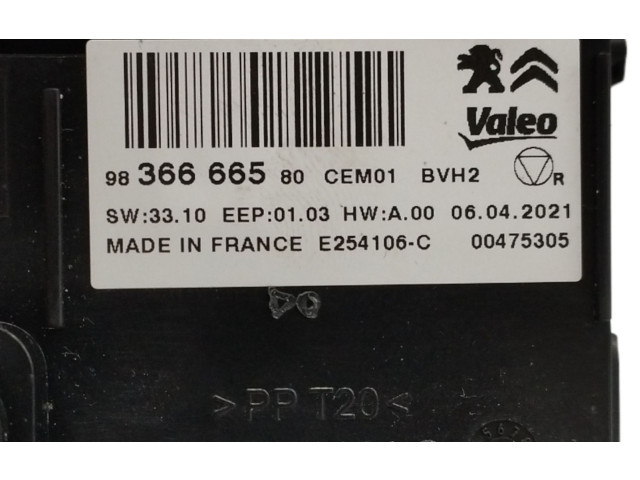 Valeo
98 366 665 80 CEM01 BVH2 R
SW:33.10 EEP:01.03 HW:A.00 06.04.2021
MADE IN FRANCE E254106-C 00475305
>PP T20<